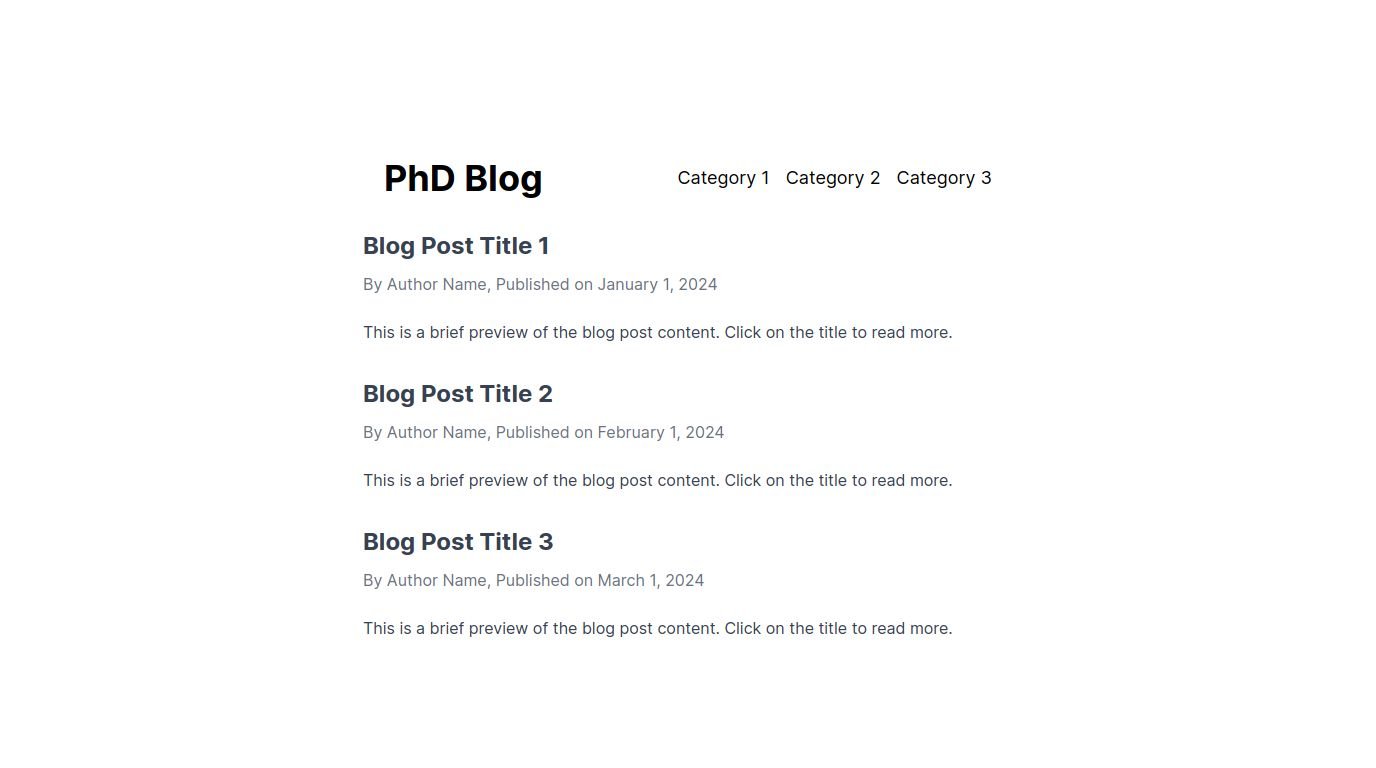 PhD Blog
Category 1 Category 2 Category 3
Blog Post Title 1
By Author Name, Published on January 1, 2024
This is a brief preview of the blog post content. Click on the title to read more.
Blog Post Title 2
By Author Name, Published on February 1, 2024
This is a brief preview of the blog post content. Click on the title to read more.
Blog Post Title 3
By Author Name, Published on March 1, 2024
This is a brief preview of the blog post content. Click on the title to read more.